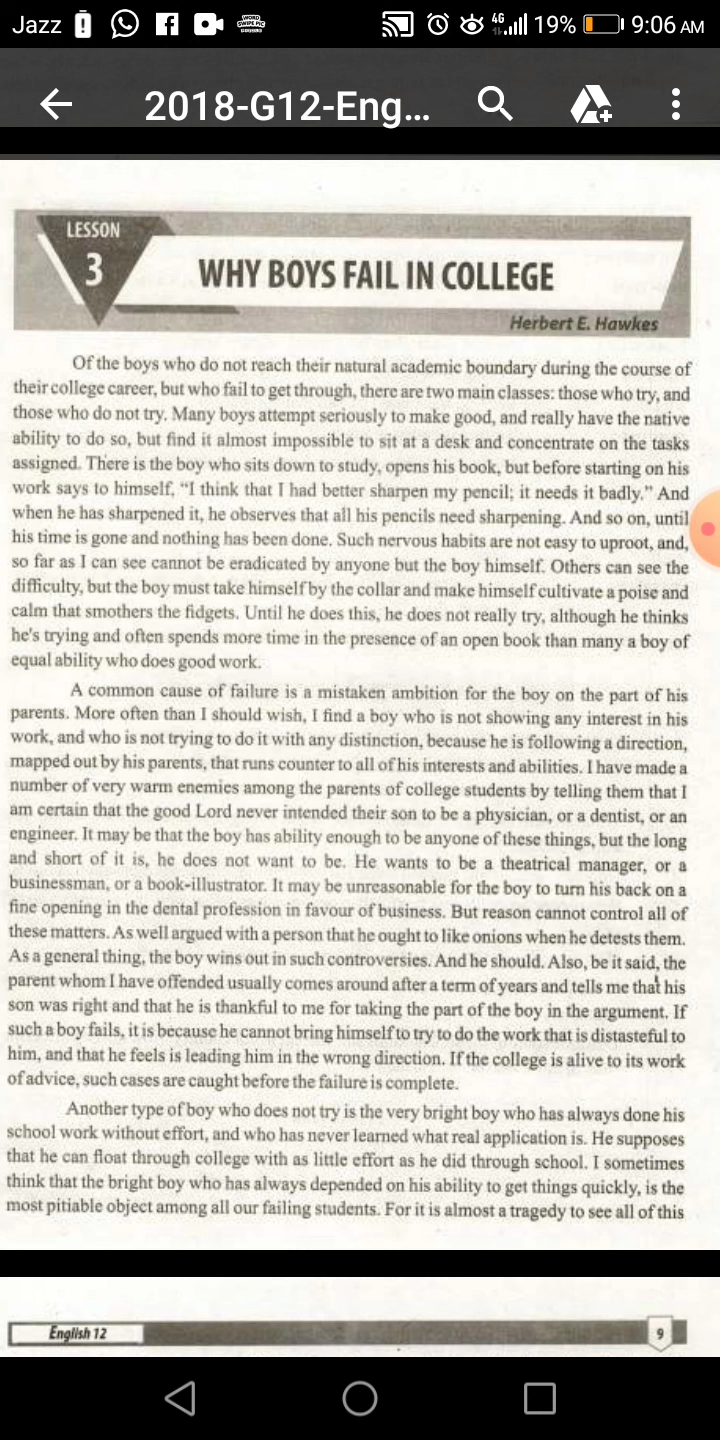 Jazz 4G 19% 9:06 AM
2018-G12-Eng...
LESSON
3
WHY BOYS FAIL IN COLLEGE
Herbert E. Hawkes
Of the boys who do not reach their natural academic boundary during the course of
their college career, but who fail to get through, there are two main classes: those who try, and
those who do not try. Many boys attempt seriously to make good, and really have the native
ability to do so, but find it almost impossible to sit at a desk and concentrate on the tasks
assigned. There is the boy who sits down to study, opens his book, but before starting on his
work says to himself, “I think that I had better sharpen my pencil; it needs it badly.” And
when he has sharpened it, he observes that all his pencils need sharpening. And so on, until
his time is gone and nothing has been done. Such nervous habits are not easy to uproot, and,
so far as I can see cannot be eradicated by anyone but the boy himself. Others can see the
difficulty, but the boy must take himself by the collar and make himself cultivate a poise and
calm that smothers the fidgets. Until he does this, he does not really try, although he thinks
he's trying and often spends more time in the presence of an open book than many a boy of
equal ability who does good work.
A common cause of failure is a mistaken ambition for the boy on the part of his
parents. More often than I should wish, I find a boy who is not showing any interest in his
work, and who is not trying to do it with any distinction, because he is following a direction,
mapped out by his parents, that runs counter to all of his interests and abilities. I have made a
number of very warm enemies among the parents of college students by telling them that I
am certain that the good Lord never intended their son to be a physician, or a dentist, or an
engineer. It may be that the boy has ability enough to be anyone of these things, but the long
and short of it is, he does not want to be. He wants to be a theatrical manager, or a
businessman, or a book-illustrator. It may be unreasonable for the boy to turn his back on a
fine opening in the dental profession in favour of business. But reason cannot control all of
these matters. As well argued with a person that he ought to like onions when he detests them.
As a general thing, the boy wins out in such controversies. And he should. Also, be it said, the
parent whom I have offended usually comes around after a term of years and tells me that his
son was right and that he is thankful to me for taking the part of the boy in the argument. If
such a boy fails, it is because he cannot bring himself to try to do the work that is distasteful to
him, and that he feels is leading him in the wrong direction. If the college is alive to its work
of advice, such cases are caught before the failure is complete.
Another type of boy who does not try is the very bright boy who has always done his
school work without effort, and who has never learned what real application is. He supposes
that he can float through college with as little effort as he did through school. I sometimes
think that the bright boy who has always depended on his ability to get things quickly, is the
most pitiable object among all our failing students. For it is almost a tragedy to see all of this
English 12
9